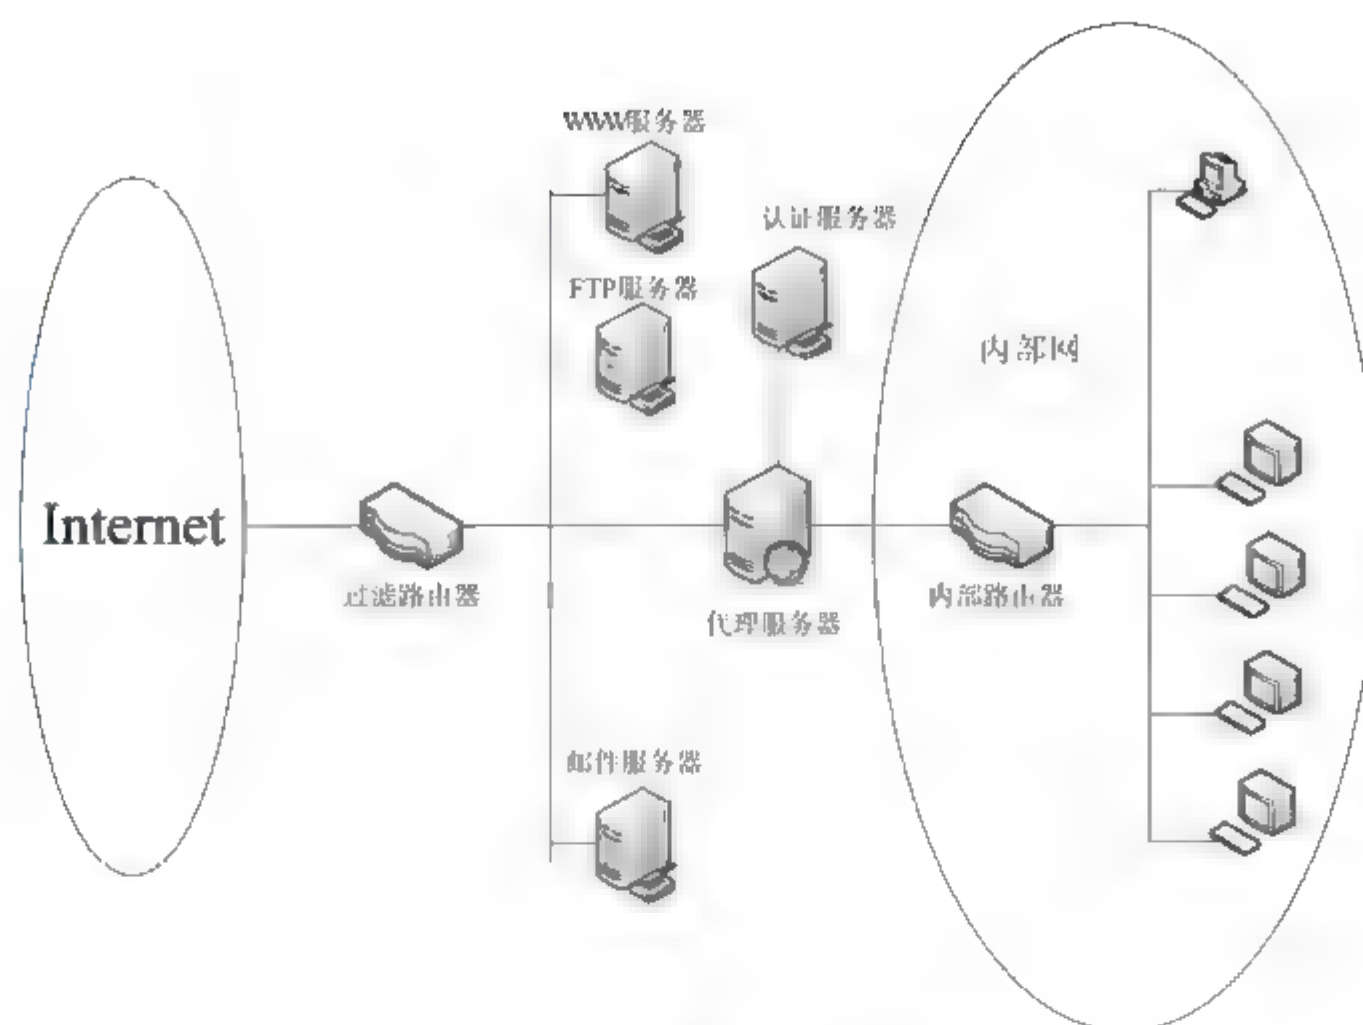 WWW服务器
认证服务器
FTP服务器
内部网
Internet
过滤路由器
代理服务器
内部路由器
邮件服务器